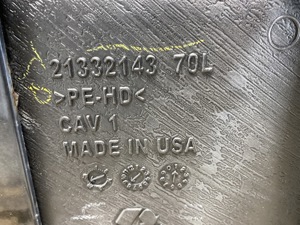 21332143 70L
>PE-HD<
CAV 1
MADE IN USA